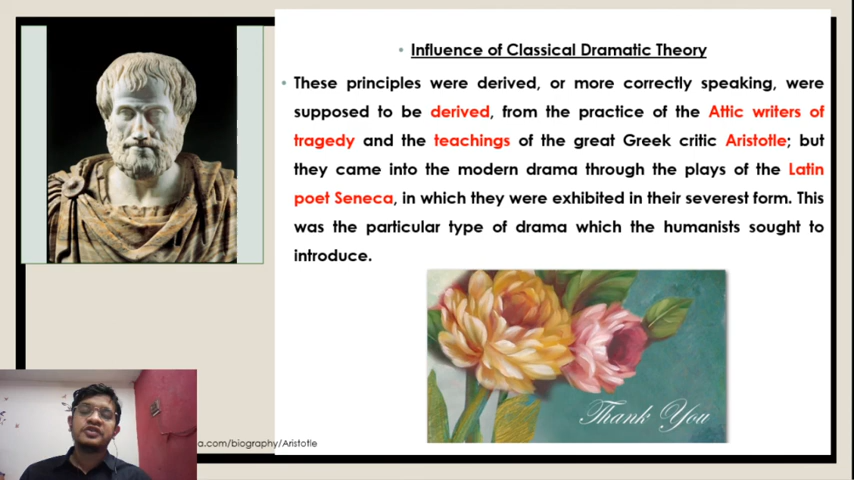 Influence of Classical Dramatic Theory
These principles were derived, or more correctly speaking, were
supposed to be derived, from the practice of the Attic writers of
tragedy and the teachings of the great Greek critic Aristotle; but
they came into the modern drama through the plays of the Latin
poet Seneca, in which they were exhibited in their severest form. This
was the particular type of drama which the humanists sought to
introduce.
Thank You
a.com/biography/Aristotle